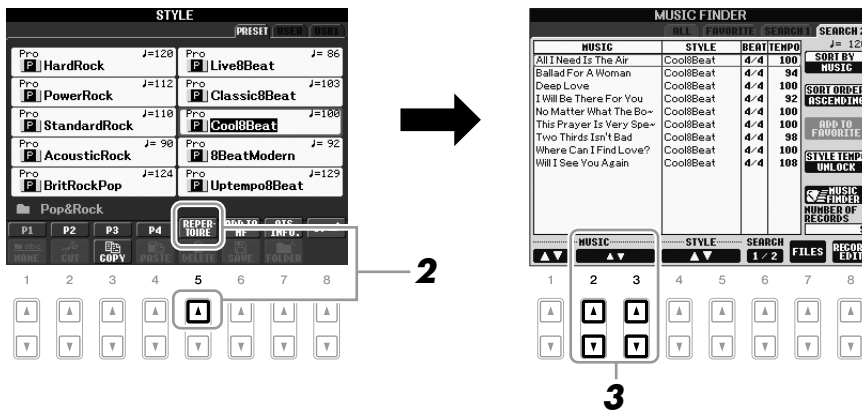 STYLE
PRESET USER USB1
Pro ♩=120 Pro ♩= 86
P HardRock P Live8Beat
Pro ♩=112 Pro ♩=103
P PowerRock P Classic8Beat
Pro ♩=110 Pro ♩=100
P StandardRock P Cool8Beat
Pro ♩= 90 Pro ♩= 92
P AcousticRock P 8BeatModern
Pro ♩=124 Pro ♩=129
P BritRockPop P Uptempo8Beat
Pop&Rock
P1 P2 P3 P4 REPER-TOIRE ADD TO MF OTS INFO.
NAME CUT COPY PASTE DELETE SAVE FOLDER
1 2 3 4 5 6 7 8
2
MUSIC FINDER
ALL FAVORITE SEARCH 1 SEARCH 2
MUSIC STYLE BEAT TEMPO
All I Need Is The Air Cool8Beat 4/4 100
Ballad For A Woman Cool8Beat 4/4 94
Deep Love Cool8Beat 4/4 100
I Will Be There For You Cool8Beat 4/4 92
No Matter What The Bo~ Cool8Beat 4/4 100
This Prayer Is Very Spe~ Cool8Beat 4/4 100
Two Thirds Isn't Bad Cool8Beat 4/4 98
Where Can I Find Love? Cool8Beat 4/4 100
Will I See You Again Cool8Beat 4/4 108
♩= 120
SORT BY
MUSIC
SORT ORDER
ASCENDING
ADD TO
FAVORITE
STYLE TEMPO
UNLOCK
MUSIC
FINDER
NUMBER OF
RECORDS
MUSIC STYLE SEARCH
1/2 FILES RECORD
EDIT
1 2 3 4 5 6 7 8
3